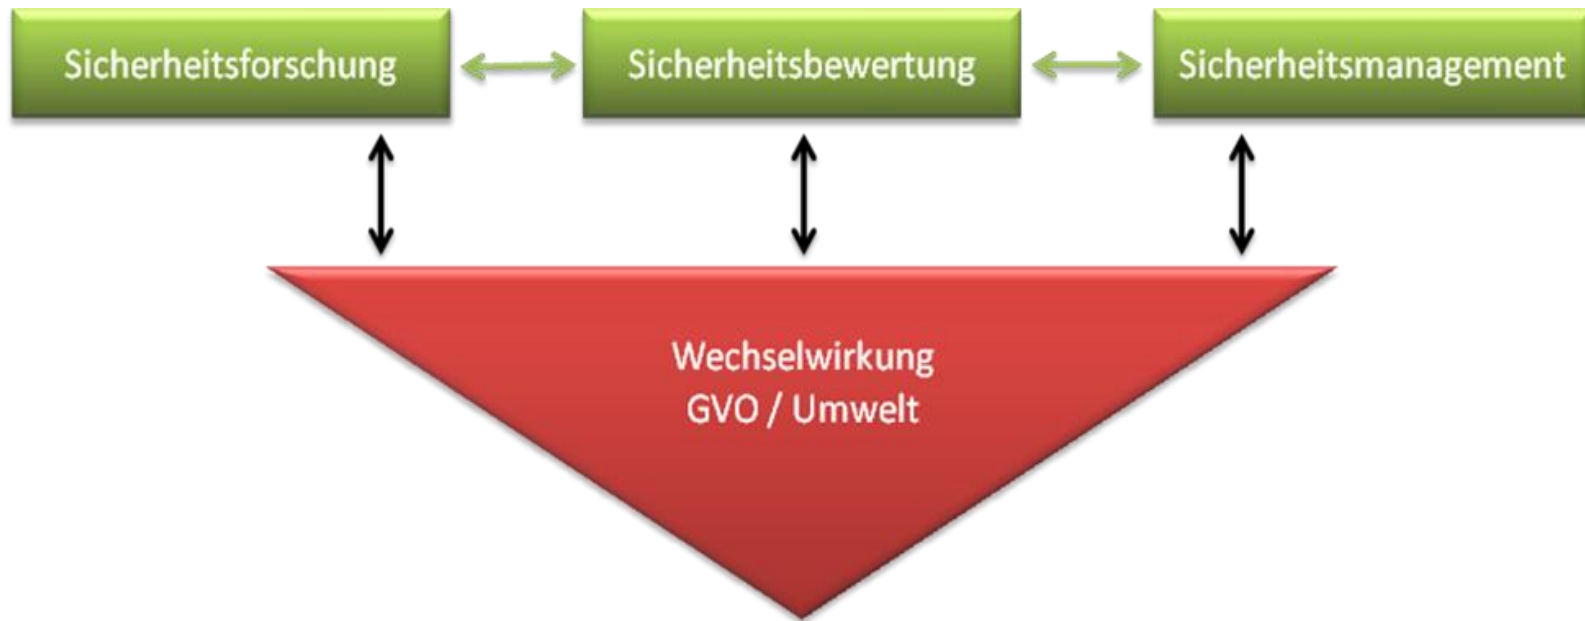 Sicherheitsforschung
Sicherheitsbewertung
Sicherheitsmanagement
Wechselwirkung
GVO / Umwelt